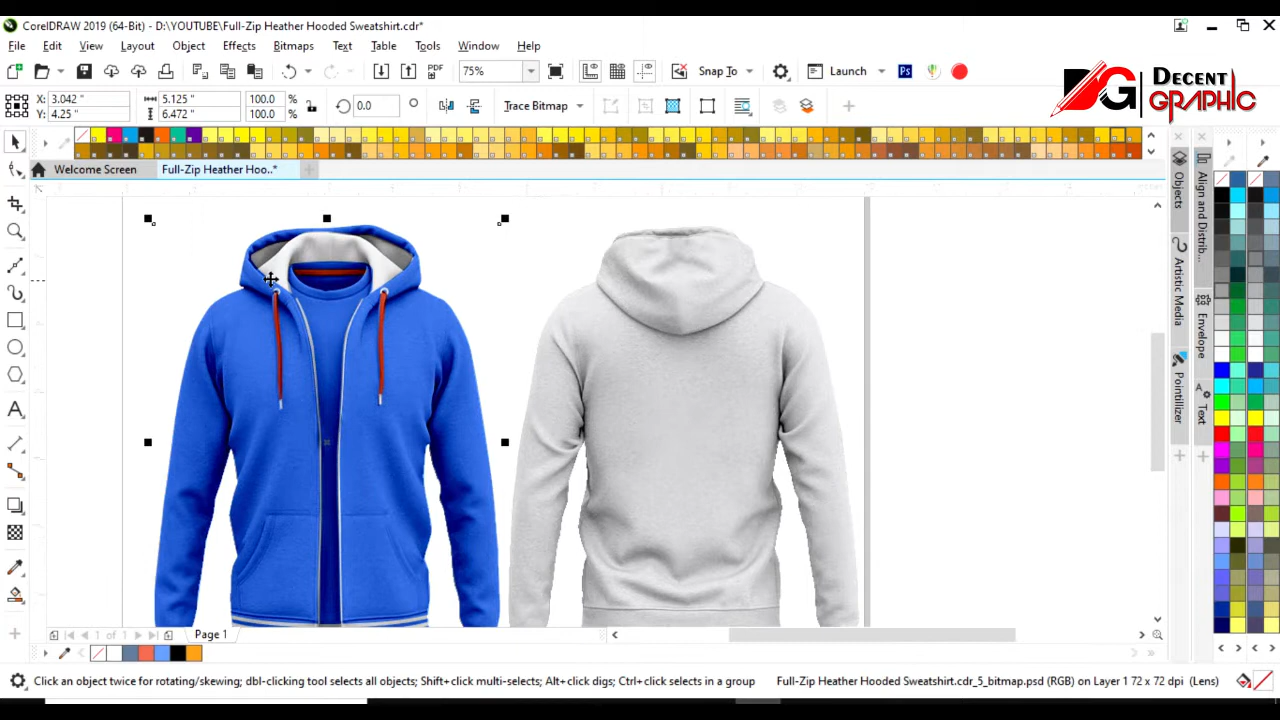 CorelDRAW 2019 (64-Bit) - D:\YOUTUBE\Full-Zip Heather Hooded Sweatshirt.cdr*
File Edit View Layout Object Effects Bitmaps Text Table Tools Window Help
PDF 75% Snap To Launch Ps
DG DECENT
GRAPHIC
X: 3.042 " 5.125 " 100.0 % 0.0 Trace Bitmap
Y: 4.25 " 6.472 " 100.0 %
Welcome Screen Full-Zip Heather Hoo..*
Objects
Artistic Media
Pointillizer
Align and Distrib...
Envelope
Text
1 of 1 Page 1
Click an object twice for rotating/skewing; dbl-clicking tool selects all objects; Shift+click multi-selects; Alt+click digs; Ctrl+click selects in a group Full-Zip Heather Hooded Sweatshirt.cdr_5_bitmap.psd (RGB) on Layer 1 72 x 72 dpi (Lens)